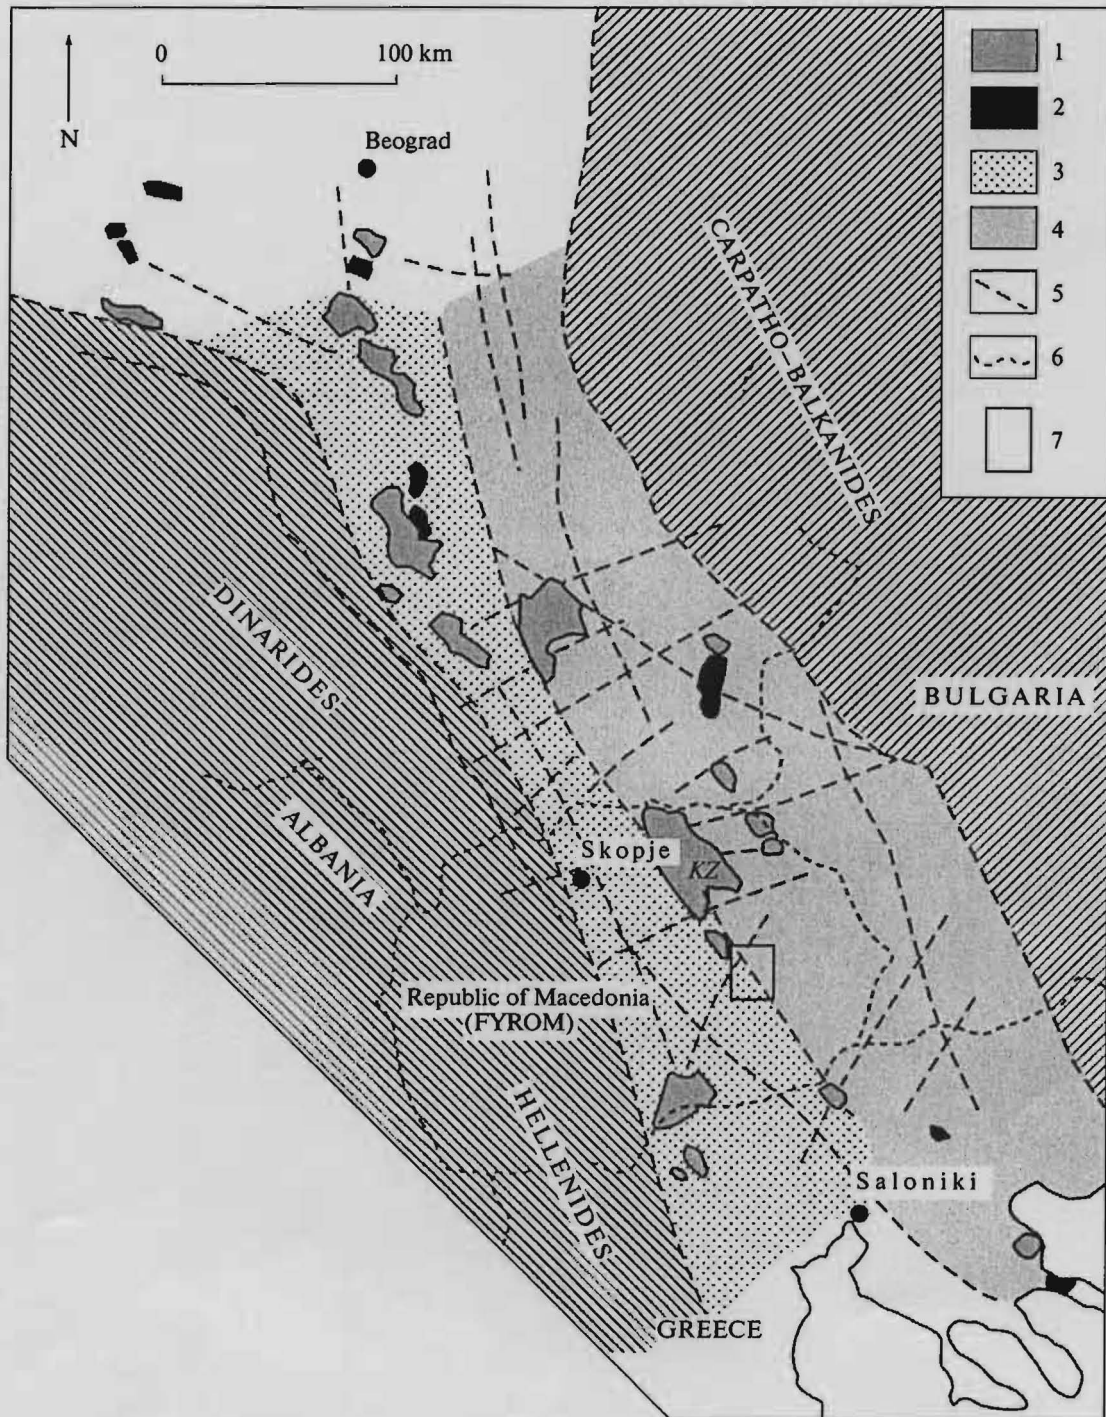 0 100 km
N
Beograd
1
2
3
4
5
6
7
CARPATHO–BALKANIDES
DINARIDES
BULGARIA
ALBANIA
Skopje
KZ
Republic of Macedonia
(FYROM)
HELLENIDES
Saloniki
GREECE